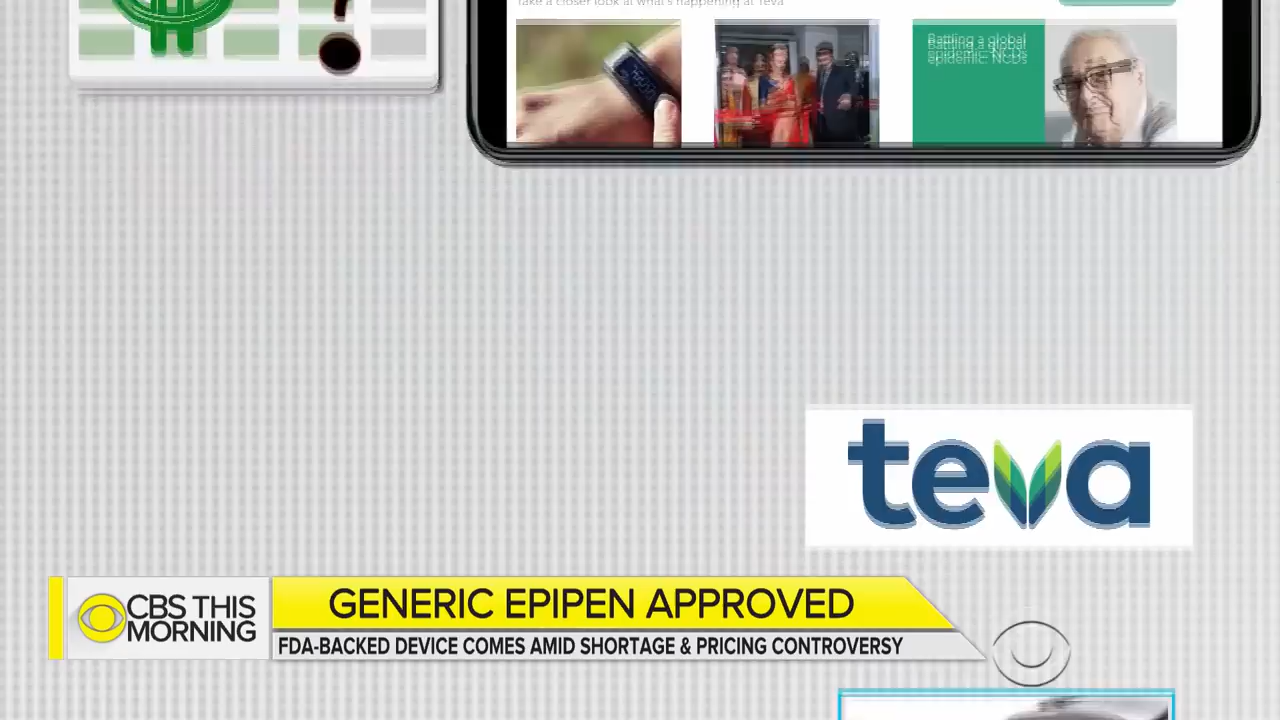 Take a closer look at what's happening at Teva
Battling a global
epidemic: NCDs
teva
CBS THIS
MORNING
GENERIC EPIPEN APPROVED
FDA-BACKED DEVICE COMES AMID SHORTAGE & PRICING CONTROVERSY